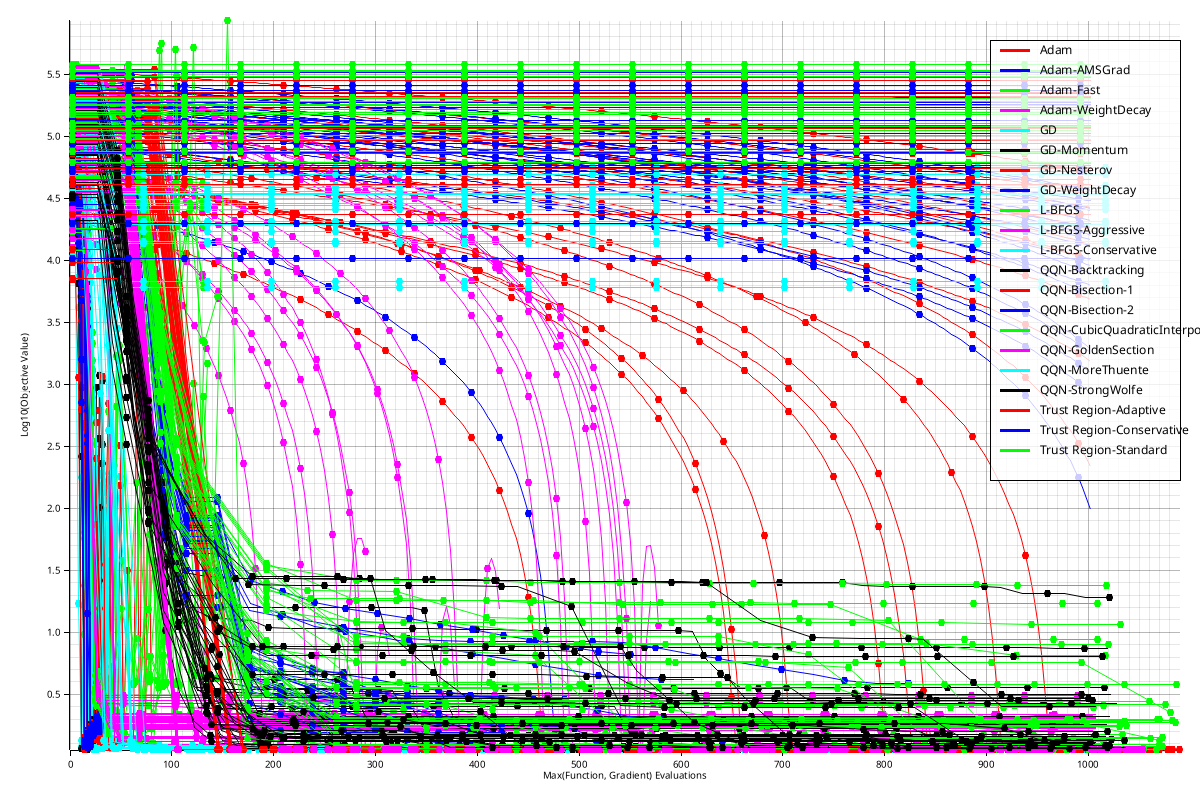 Log10(Objective Value)
5.5
5.0
4.5
4.0
3.5
3.0
2.5
2.0
1.5
1.0
0.5
0
100
200
300
400
500
600
700
800
900
1000
Max(Function, Gradient) Evaluations
Adam
Adam-AMSGrad
Adam-Fast
Adam-WeightDecay
GD
GD-Momentum
GD-Nesterov
GD-WeightDecay
L-BFGS
L-BFGS-Aggressive
L-BFGS-Conservative
QQN-Backtracking
QQN-Bisection-1
QQN-Bisection-2
QQN-CubicQuadraticInterpo
QQN-GoldenSection
QQN-MoreThuente
QQN-StrongWolfe
Trust Region-Adaptive
Trust Region-Conservative
Trust Region-Standard